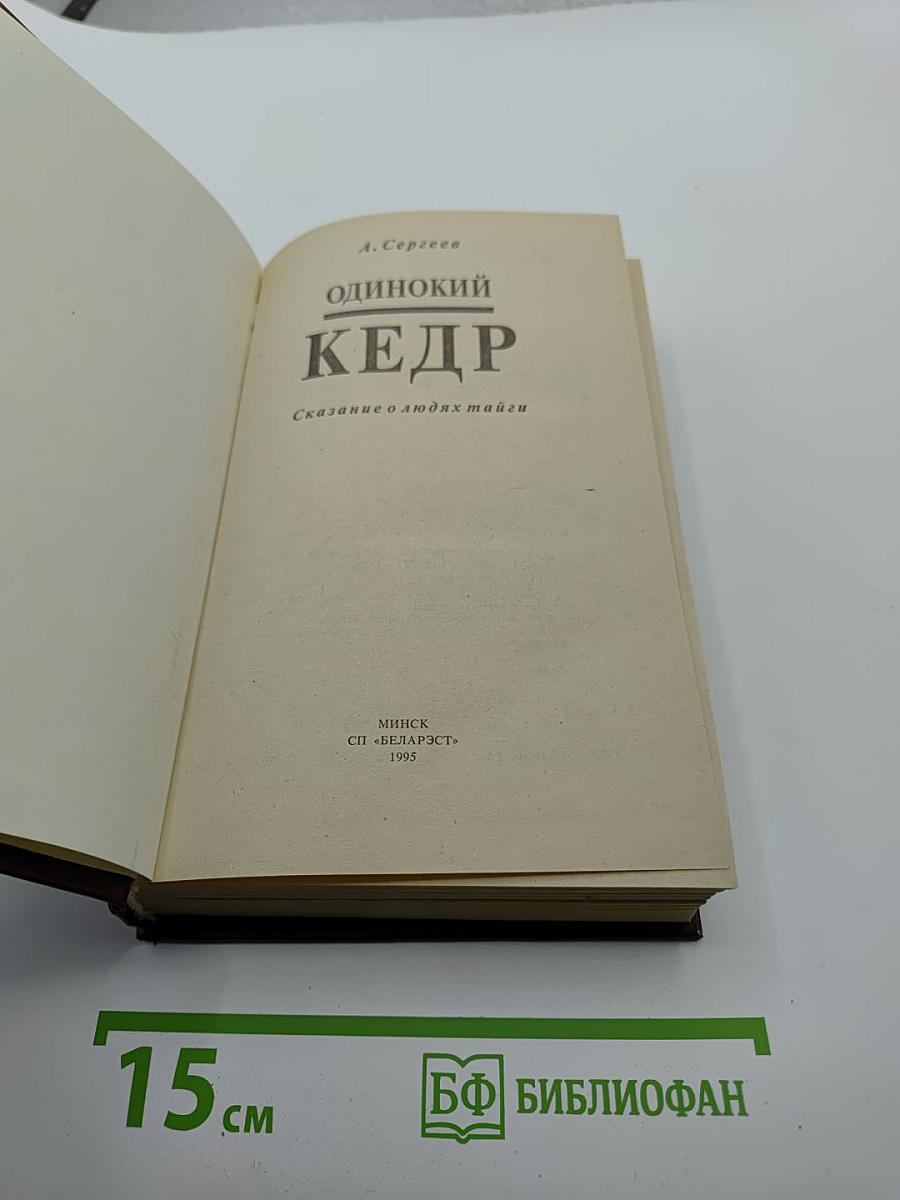 А. Сергеев
ОДИНОКИЙ
КЕДР
Сказание о людях тайги
МИНСК
СП «БЕЛАРЭСТ»
1995
15 см
БФ БИБЛИОФАН